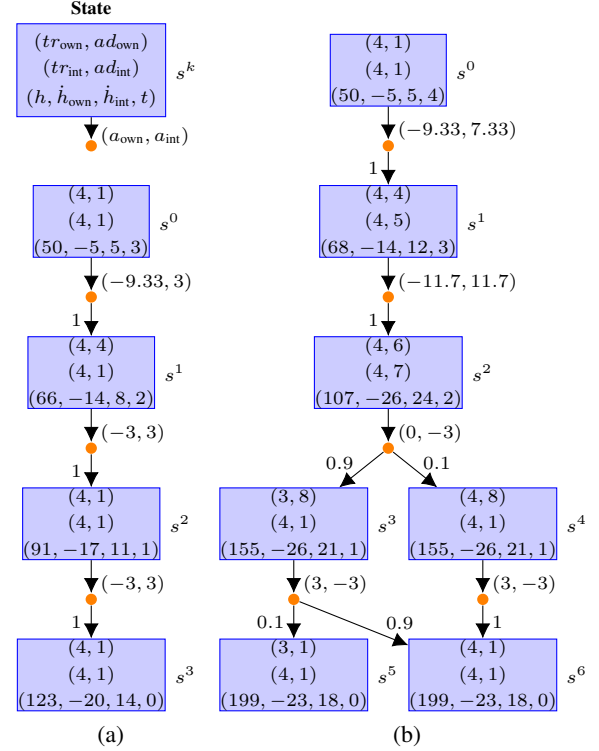 State
(tr_own, ad_own)
(tr_int, ad_int)
(h, ḣ_own, ḣ_int, t)
s^k
(a_own, a_int)
(4, 1)
(4, 1)
(50, −5, 5, 3)
s^0
(-9.33, 3)
1
(4, 4)
(4, 1)
(66, −14, 8, 2)
s^1
(-3, 3)
1
(4, 1)
(4, 1)
(91, −17, 11, 1)
s^2
(-3, 3)
1
(4, 1)
(4, 1)
(123, −20, 14, 0)
s^3
(a)
(4, 1)
(4, 1)
(50, −5, 5, 4)
s^0
(-9.33, 7.33)
1
(4, 4)
(4, 5)
(68, −14, 12, 3)
s^1
(-11.7, 11.7)
1
(4, 6)
(4, 7)
(107, −26, 24, 2)
s^2
(0, -3)
0.9
0.1
(3, 8)
(4, 1)
(155, −26, 21, 1)
s^3
(4, 8)
(4, 1)
(155, −26, 21, 1)
s^4
(3, -3)
(3, -3)
0.1
0.9
1
(3, 1)
(4, 1)
(199, −23, 18, 0)
s^5
(4, 1)
(4, 1)
(199, −23, 18, 0)
s^6
(b)